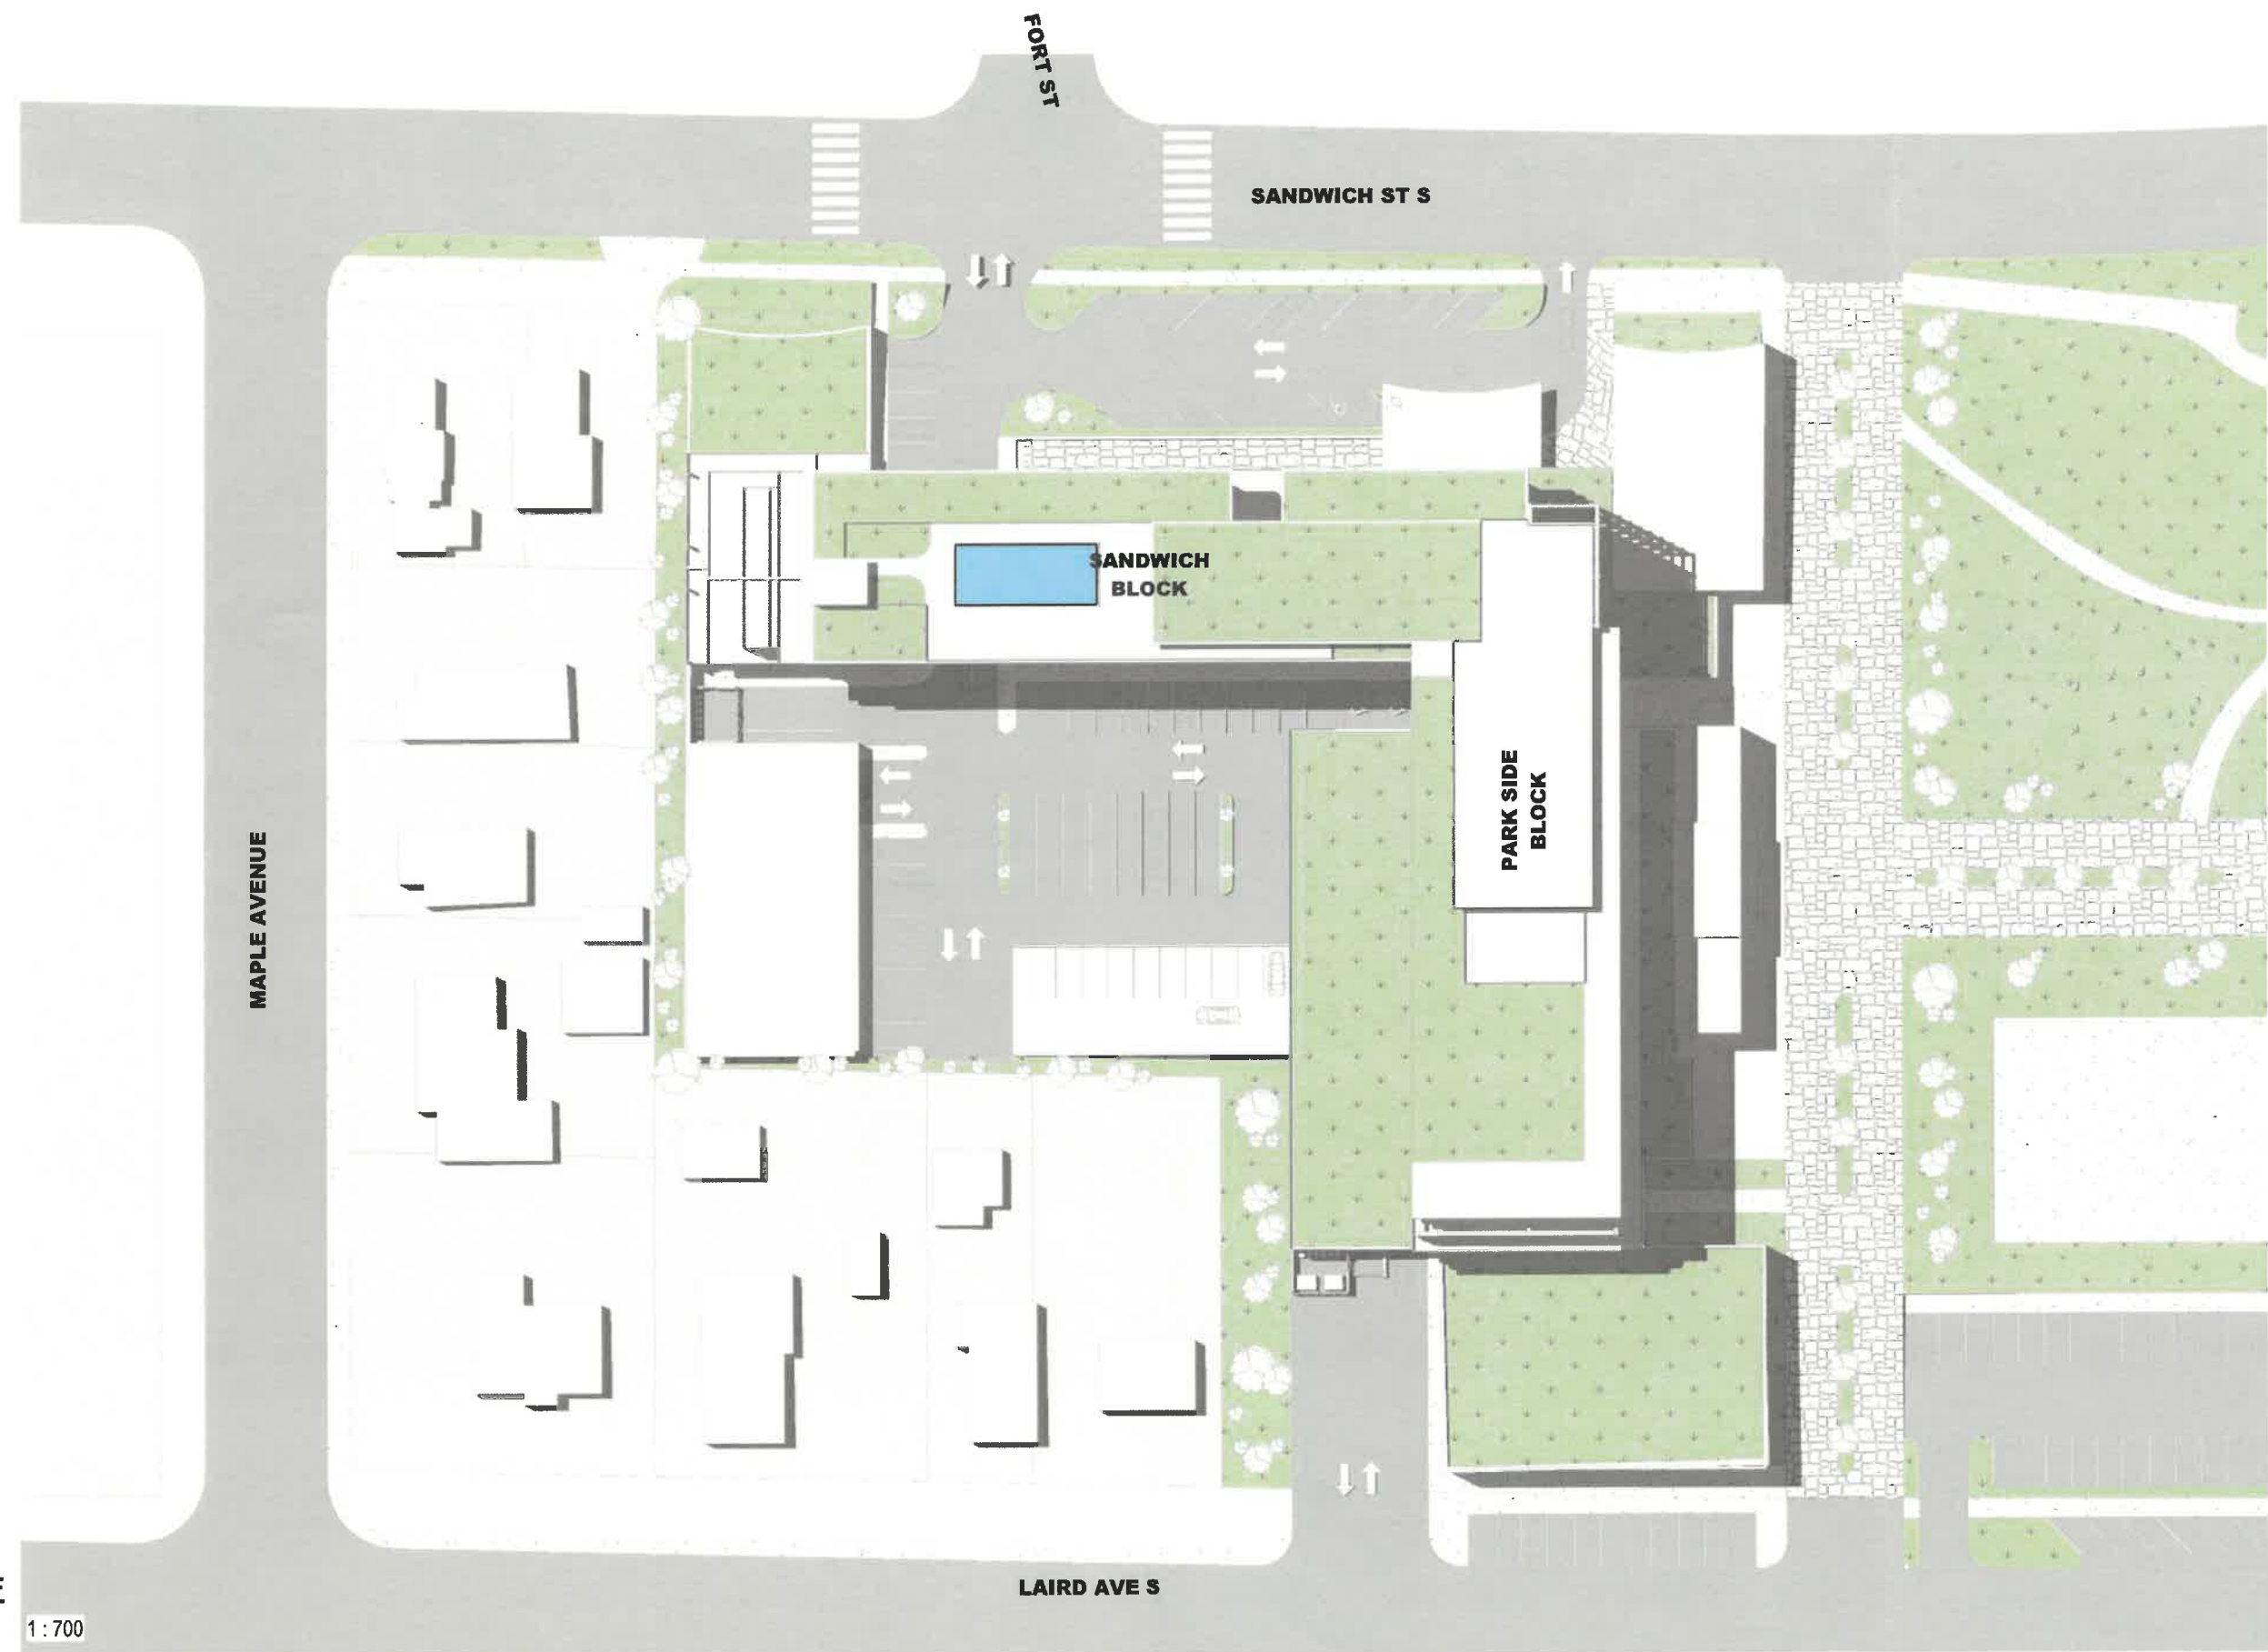 FORT ST
SANDWICH ST S
SANDWICH
BLOCK
PARK SIDE
BLOCK
MAPLE AVENUE
LAIRD AVE S
1 : 700